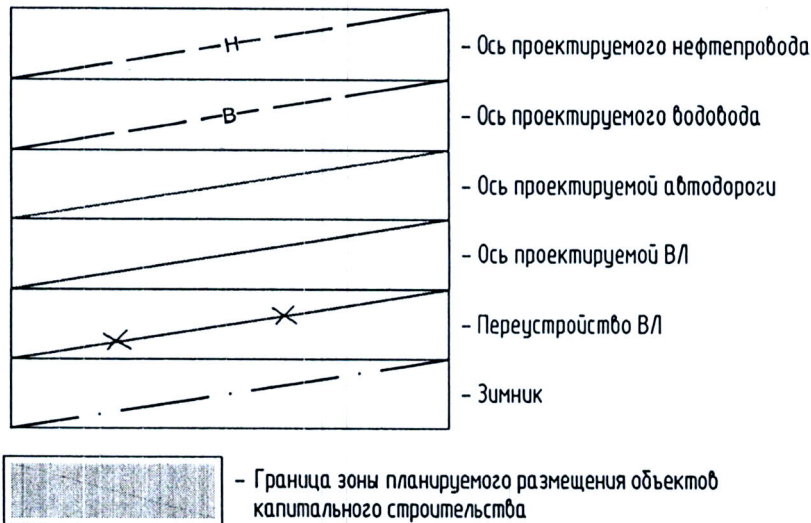 Н
– Ось проектируемого нефтепровода
В
– Ось проектируемого водовода
– Ось проектируемой автодороги
– Ось проектируемой ВЛ
– Переустройство ВЛ
– Зимник
– Граница зоны планируемого размещения объектов
капитального строительства